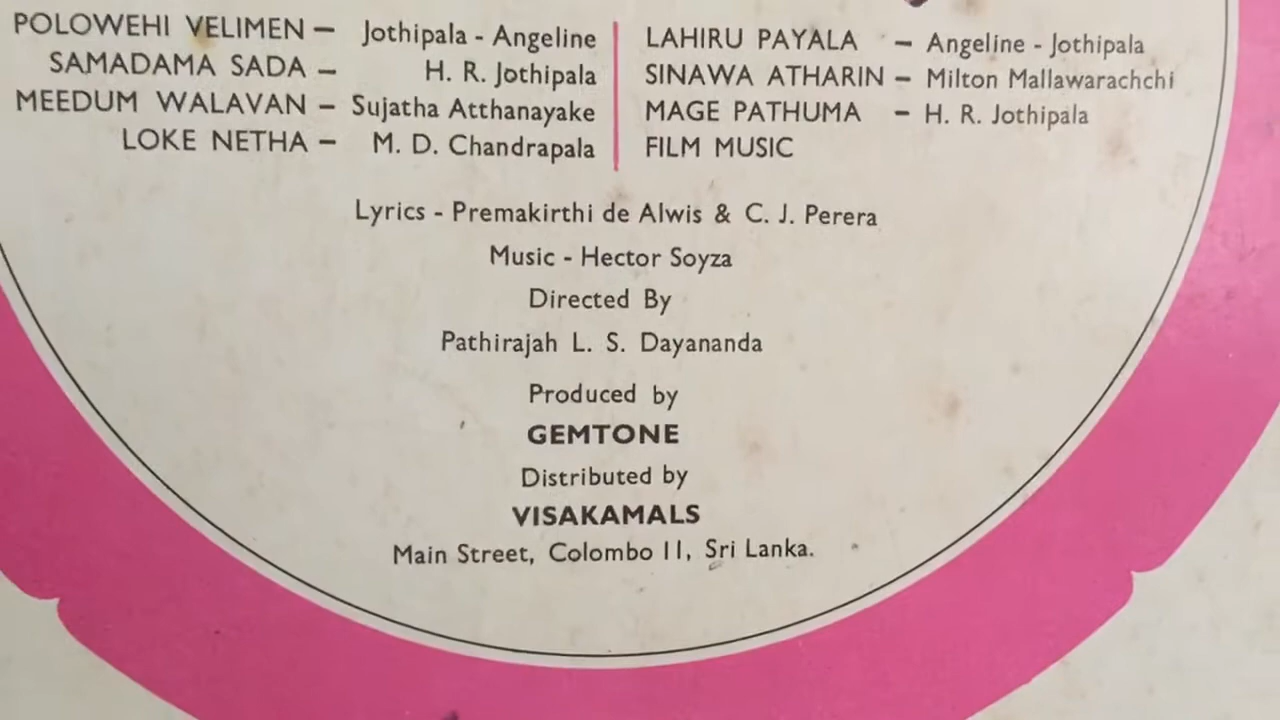 POLOWEHI VELIMEN – Jothipala - Angeline
SAMADAMA SADA – H. R. Jothipala
MEEDUM WALAVAN – Sujatha Atthanayake
LOKE NETHA – M. D. Chandrapala
LAHIRU PAYALA – Angeline - Jothipala
SINAWA ATHARIN – Milton Mallawarachchi
MAGE PATHUMA – H. R. Jothipala
FILM MUSIC
Lyrics - Premakirthi de Alwis & C. J. Perera
Music - Hector Soyza
Directed By
Pathirajah L. S. Dayananda
Produced by
GEMTONE
Distributed by
VISAKAMALS
Main Street, Colombo 11, Sri Lanka.